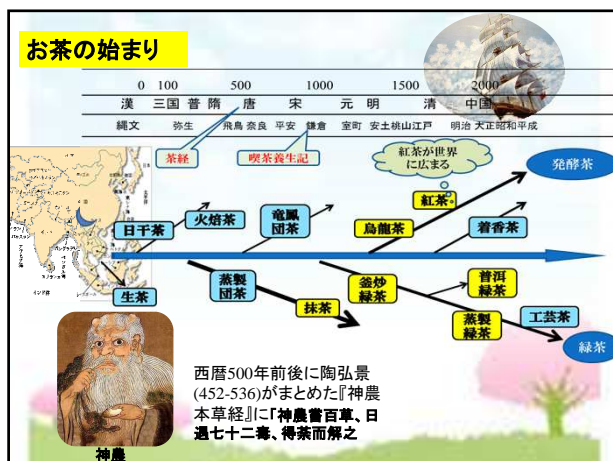 お茶の始まり
0 100 500 1000 1500 2000
漢 三国 晋 隋 唐 宋 元 明 清 中国
縄文 弥生 飛鳥 奈良 平安 鎌倉 室町 安土桃山江戸 明治 大正昭和平成
茶経
喫茶養生記
紅茶が世界
に広まる
発酵茶
紅茶
日干茶
火焙茶
竜鳳
団茶
烏龍茶
着香茶
生茶
蒸製
団茶
抹茶
釜炒
緑茶
普洱
緑茶
蒸製
緑茶
工芸茶
緑茶
西暦500年前後に陶弘景
(452-536)がまとめた『神農
本草経』に「神農嘗百草、日
遇七十二毒、得茶而解之
神農